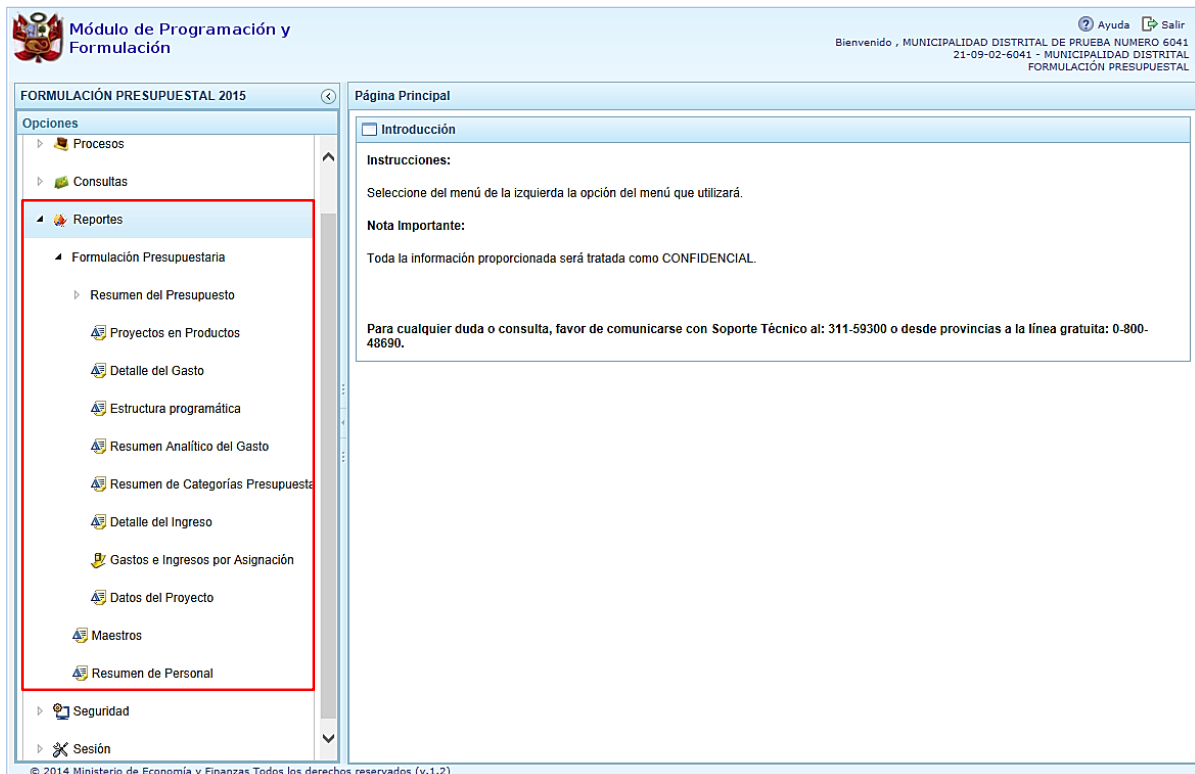 Módulo de Programación y
Formulación
Ayuda Salir
Bienvenido , MUNICIPALIDAD DISTRITAL DE PRUEBA NUMERO 6041
21-09-02-6041 - MUNICIPALIDAD DISTRITAL
FORMULACIÓN PRESUPUESTAL
FORMULACIÓN PRESUPUESTAL 2015
Opciones
Procesos
Consultas
Reportes
Formulación Presupuestaria
Resumen del Presupuesto
Proyectos en Productos
Detalle del Gasto
Estructura programática
Resumen Analítico del Gasto
Resumen de Categorías Presupuesta
Detalle del Ingreso
Gastos e Ingresos por Asignación
Datos del Proyecto
Maestros
Resumen de Personal
Seguridad
Sesión
Página Principal
Introducción
Instrucciones:
Seleccione del menú de la izquierda la opción del menú que utilizará.
Nota Importante:
Toda la información proporcionada será tratada como CONFIDENCIAL.
Para cualquier duda o consulta, favor de comunicarse con Soporte Técnico al: 311-59300 o desde provincias a la línea gratuita: 0-800-
48690.
© 2014 Ministerio de Economía y Finanzas Todos los derechos reservados (v.1.2)